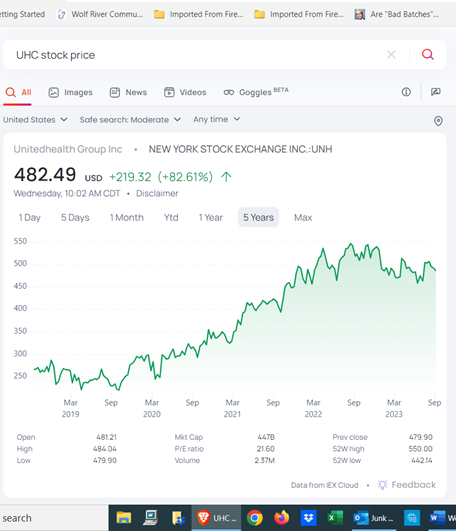 etting Started Wolf River Commu... Imported From Fire... Imported From Fire... Are "Bad Batches"...
UHC stock price
All Images News Videos Goggles BETA
United States Safe search: Moderate Any time
Unitedhealth Group Inc • NEW YORK STOCK EXCHANGE INC.:UNH
482.49 USD +219.32 (+82.61%) ↑
Wednesday, 10:02 AM CDT • Disclaimer
1 Day 5 Days 1 Month Ytd 1 Year 5 Years Max
550
500
450
400
350
300
250
Mar Sep Mar Sep Mar Sep Mar Sep Mar Sep
2019 2020 2021 2022 2023
Open 481.21 Mkt Cap 447B Prev close 479.90
High 484.04 P/E ratio 21.60 52W high 550.00
Low 479.90 Volume 2.37M 52W low 442.14
Data from IEX Cloud • Feedback
search UHC ... Junk ... We